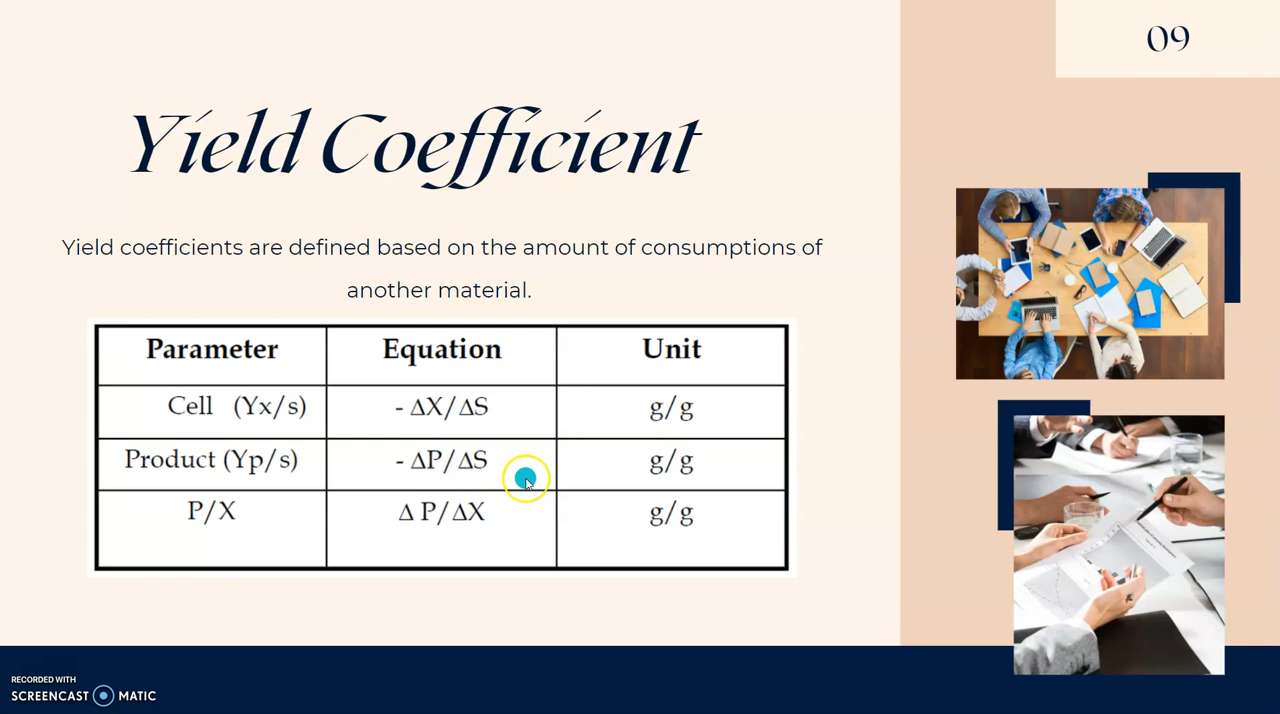 09
Yield Coefficient
Yield coefficients are defined based on the amount of consumptions of
another material.
Parameter Equation Unit
Cell (Yx/s) - ΔX/ΔS g/g
Product (Yp/s) - ΔP/ΔS g/g
P/X Δ P/ΔX g/g
RECORDED WITH
SCREENCAST MATIC